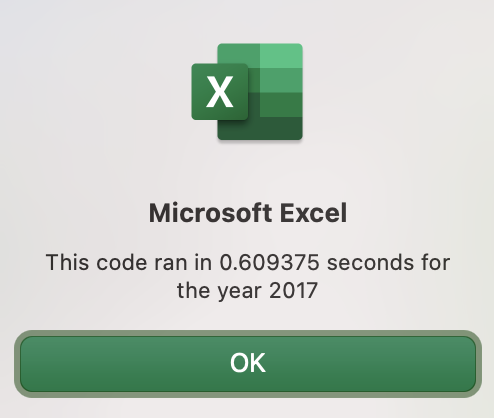 X
Microsoft Excel
This code ran in 0.609375 seconds for
the year 2017
OK